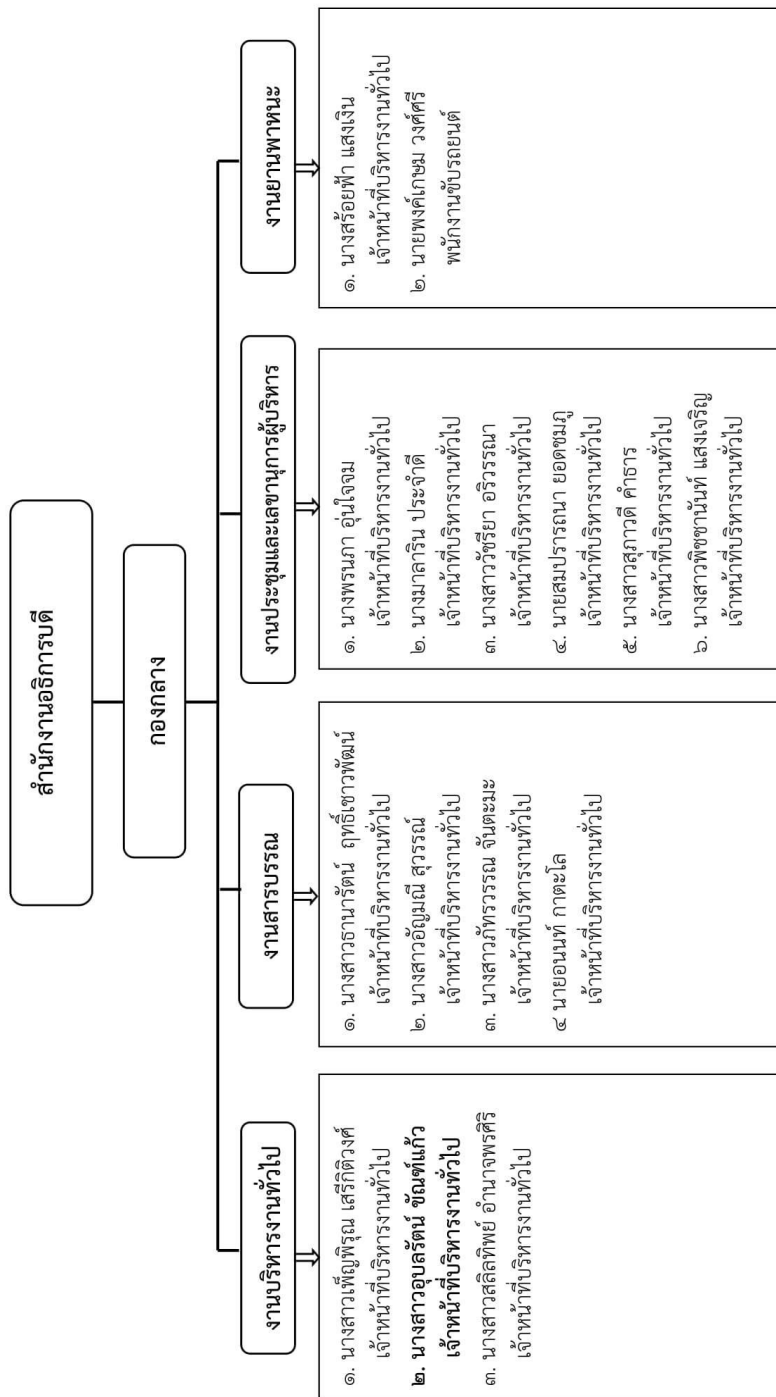 สำนักงานอธิการบดี
กองกลาง
งานบริหารงานทั่วไป
๑. นางสาวเพ็ญพิรุณ เสรีกิติวงศ์
เจ้าหน้าที่บริหารงานทั่วไป
๒. นางสาวอุบลรัตน์ ขัณฑ์แก้ว
เจ้าหน้าที่บริหารงานทั่วไป
๓. นางสาวสลิลทิพย์ อำนาจพรศิริ
เจ้าหน้าที่บริหารงานทั่วไป
งานสารบรรณ
๑. นางสาวธานารัตน์ ฤทธิ์เชาวพัฒน์
เจ้าหน้าที่บริหารงานทั่วไป
๒. นางสาวอัญมณี สุวรรณ์
เจ้าหน้าที่บริหารงานทั่วไป
๓. นางสาวภัทรวรรณ จันตะมะ
เจ้าหน้าที่บริหารงานทั่วไป
๔ นายอนนท์ กาตะโล
เจ้าหน้าที่บริหารงานทั่วไป
งานประชุมและเลขานุการผู้บริหาร
๑. นางพรนภา อุ่นใจจม
เจ้าหน้าที่บริหารงานทั่วไป
๒. นางมาลาริน ประจำดี
เจ้าหน้าที่บริหารงานทั่วไป
๓. นางสาววัชรียา อริวรรณา
เจ้าหน้าที่บริหารงานทั่วไป
๔. นายสมปรารถนา ยอดชมภู
เจ้าหน้าที่บริหารงานทั่วไป
๕. นางสาวสุภาวดี คำธาร
เจ้าหน้าที่บริหารงานทั่วไป
๖. นางสาวพิชชานันท์ แสงเจริญ
เจ้าหน้าที่บริหารงานทั่วไป
งานยานพาหนะ
๑. นางสร้อยฟ้า แสงเงิน
เจ้าหน้าที่บริหารงานทั่วไป
๒. นายพงค์เกษม วงศ์ศรี
พนักงานขับรถยนต์